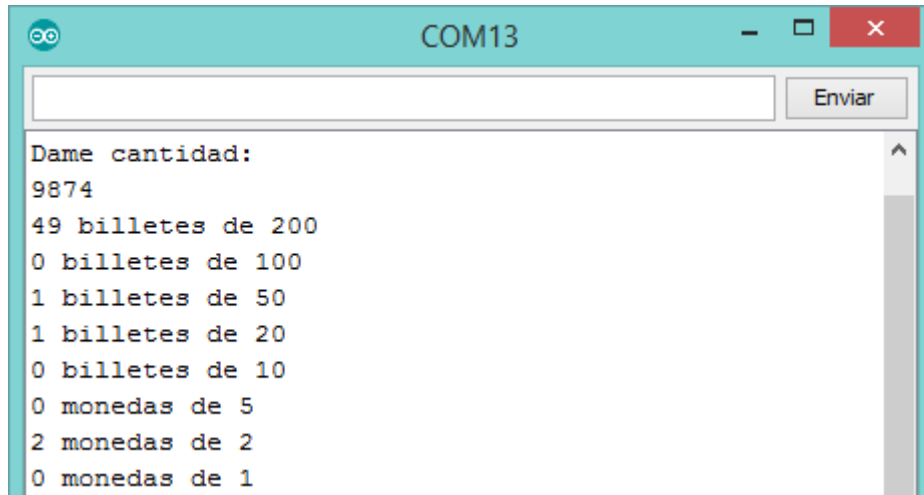 COM13
Enviar
Dame cantidad:
9874
49 billetes de 200
0 billetes de 100
1 billetes de 50
1 billetes de 20
0 billetes de 10
0 monedas de 5
2 monedas de 2
0 monedas de 1